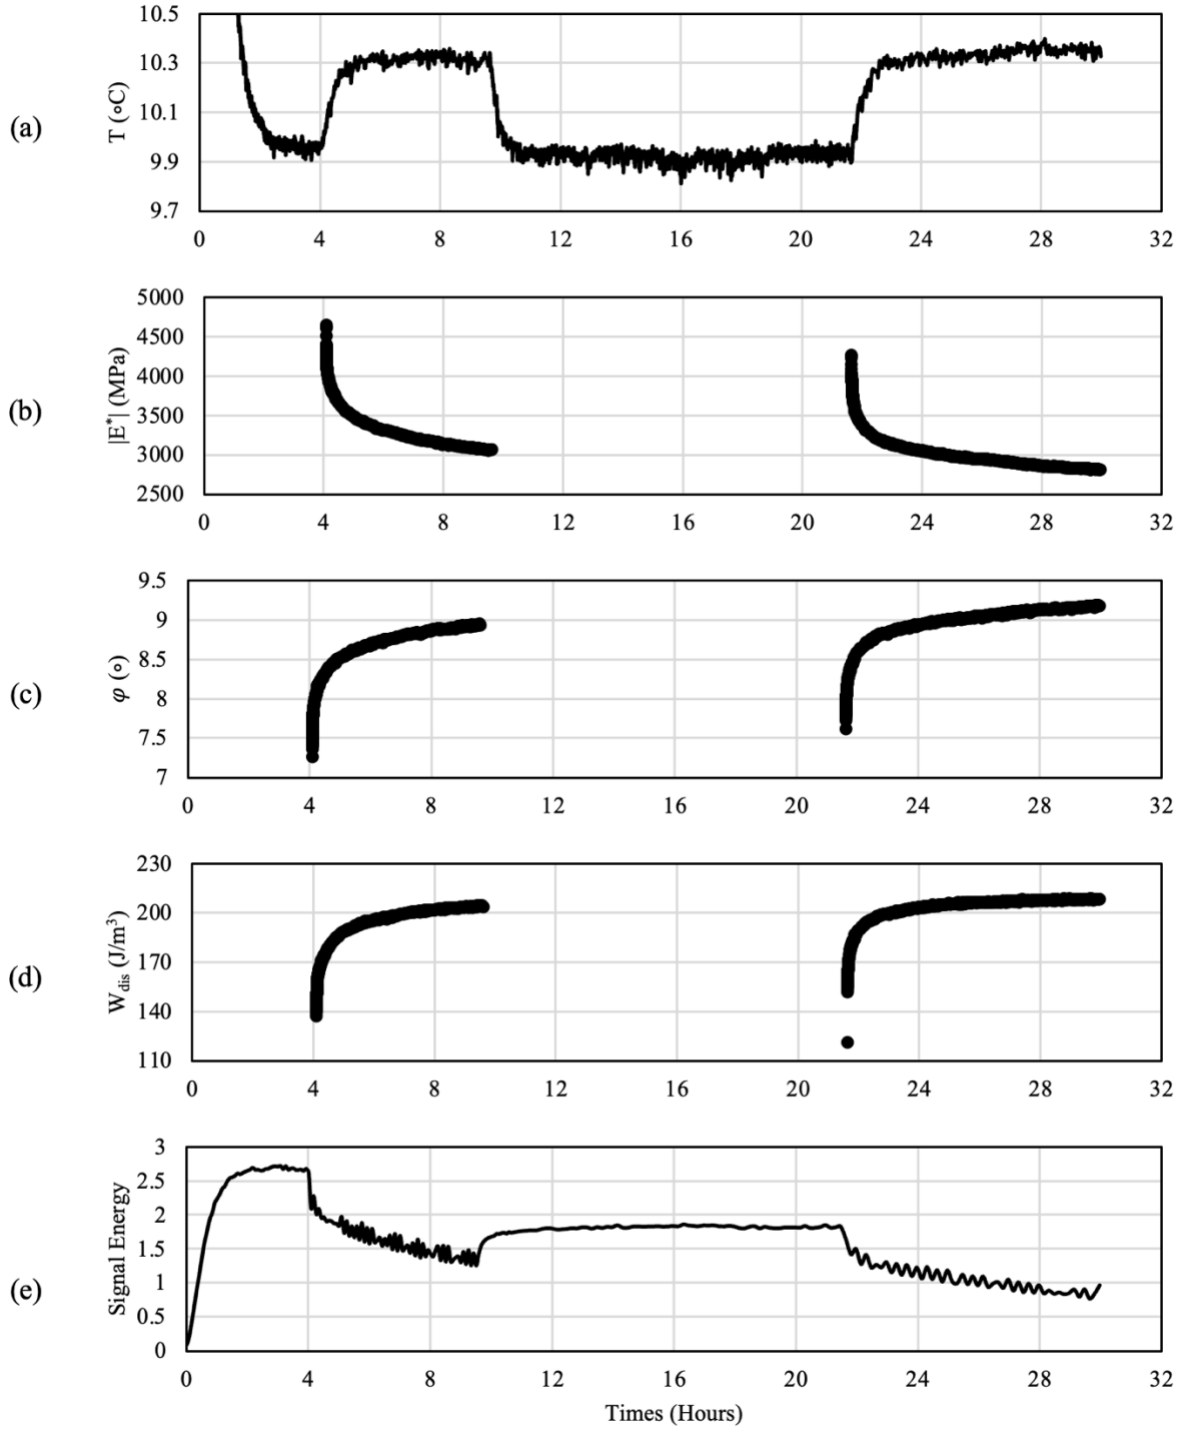 (a)
T (∘C)
10.5
10.3
10.1
9.9
9.7
0 4 8 12 16 20 24 28 32
(b)
|E*| (MPa)
5000
4500
4000
3500
3000
2500
0 4 8 12 16 20 24 28 32
(c)
φ (∘)
9.5
9
8.5
8
7.5
7
0 4 8 12 16 20 24 28 32
(d)
Wdis (J/m³)
230
200
170
140
110
0 4 8 12 16 20 24 28 32
(e)
Signal Energy
3
2.5
2
1.5
1
0.5
0
0 4 8 12 16 20 24 28 32
Times (Hours)